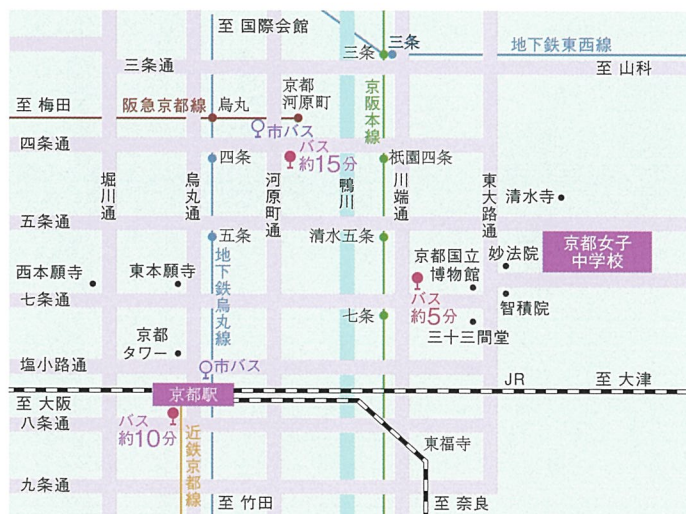 至 国際会館
三条
三条
地下鉄東西線
三条通
至 山科
京都
河原町
京阪本線
至 梅田
阪急京都線
烏丸
市バス
四条通
バス
約15分
四条
祇園四条
堀川通
烏丸通
河原町通
鴨川
川端通
東大路通
清水寺
五条通
五条
清水五条
京都国立
博物館
妙法院
京都女子
中学校
西本願寺
東本願寺
地下鉄烏丸線
七条通
バス
約5分
智積院
七条
三十三間堂
京都
タワー
塩小路通
市バス
JR
至 大津
京都駅
至 大阪
八条通
バス
約10分
近鉄京都線
東福寺
九条通
至 竹田
至 奈良